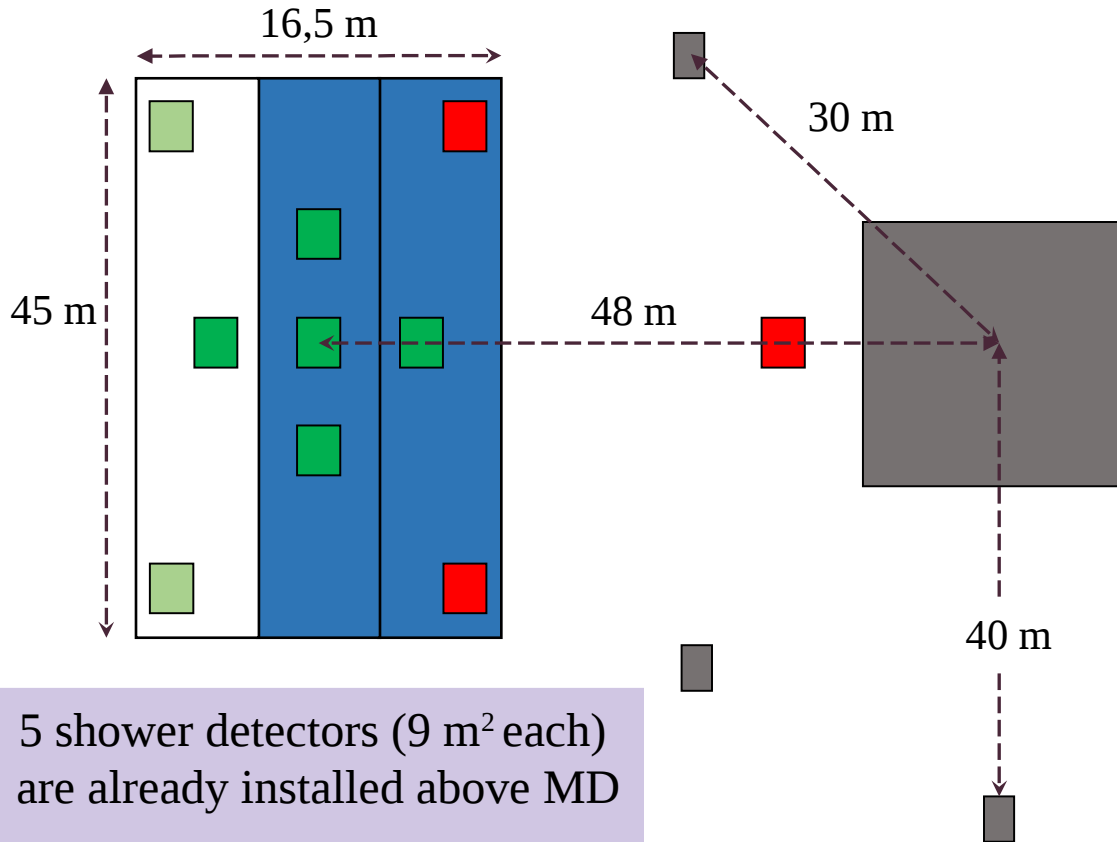 16,5 m
30 m
45 m
48 m
40 m
5 shower detectors (9 m² each)
are already installed above MD